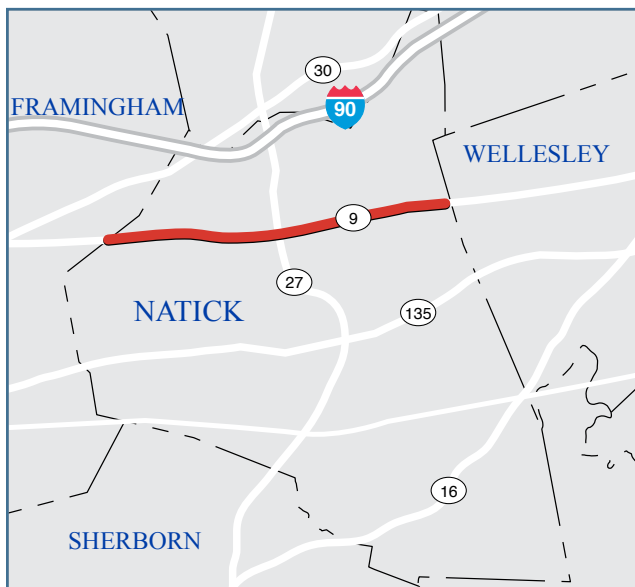 30
FRAMINGHAM
90
WELLESLEY
9
27
NATICK
135
16
SHERBORN